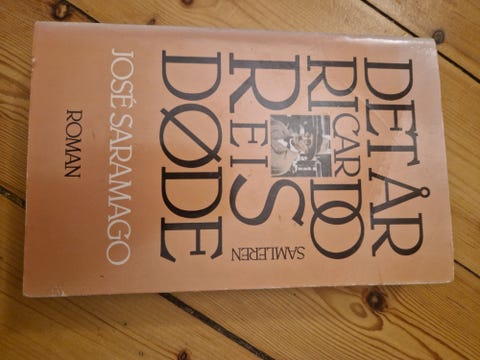 DET ÅR
RICARDO
REIS
DØDE
JOSÉ SARAMAGO
ROMAN
SAMLEREN